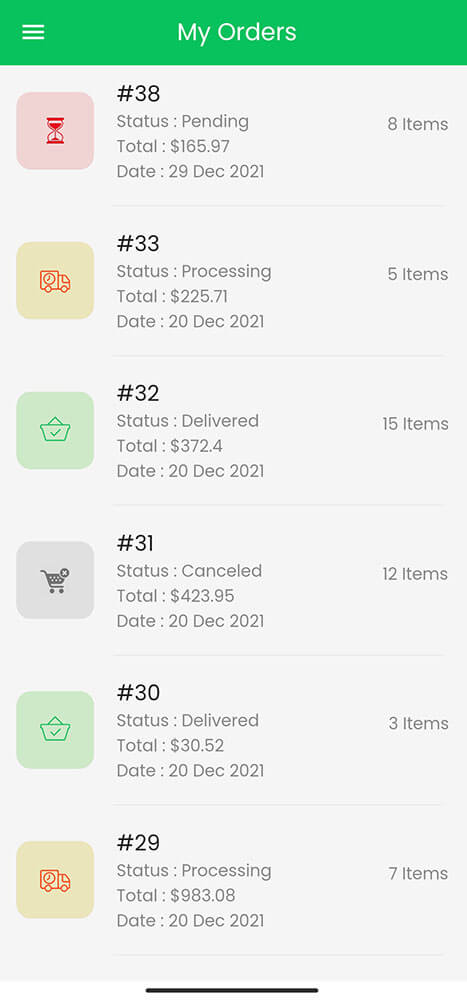 My Orders
#38
Status : Pending
8 Items
Total : $165.97
Date : 29 Dec 2021
#33
Status : Processing
5 Items
Total : $225.71
Date : 20 Dec 2021
#32
Status : Delivered
15 Items
Total : $372.4
Date : 20 Dec 2021
#31
Status : Canceled
12 Items
Total : $423.95
Date : 20 Dec 2021
#30
Status : Delivered
3 Items
Total : $30.52
Date : 20 Dec 2021
#29
Status : Processing
7 Items
Total : $983.08
Date : 20 Dec 2021